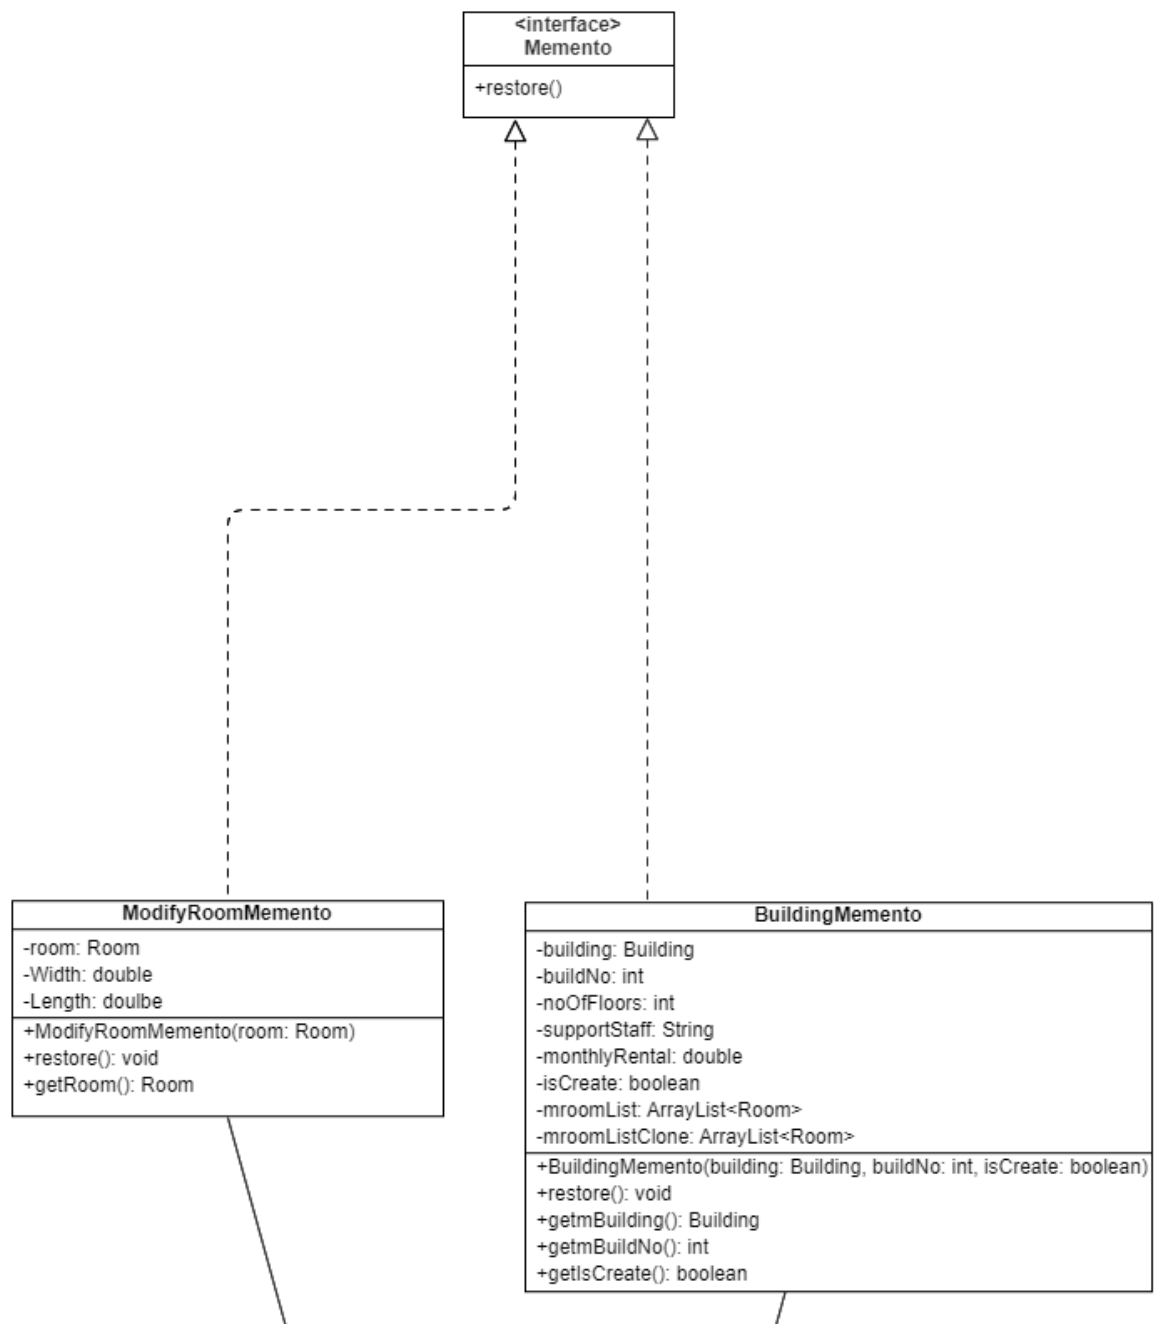 <interface>
Memento
+restore()
ModifyRoomMemento
-room: Room
-Width: double
-Length: doulbe
+ModifyRoomMemento(room: Room)
+restore(): void
+getRoom(): Room
BuildingMemento
-building: Building
-buildNo: int
-noOfFloors: int
-supportStaff: String
-monthlyRental: double
-isCreate: boolean
-mroomList: ArrayList<Room>
-mroomListClone: ArrayList<Room>
+BuildingMemento(building: Building, buildNo: int, isCreate: boolean)
+restore(): void
+getmBuilding(): Building
+getmBuildNo(): int
+getIsCreate(): boolean